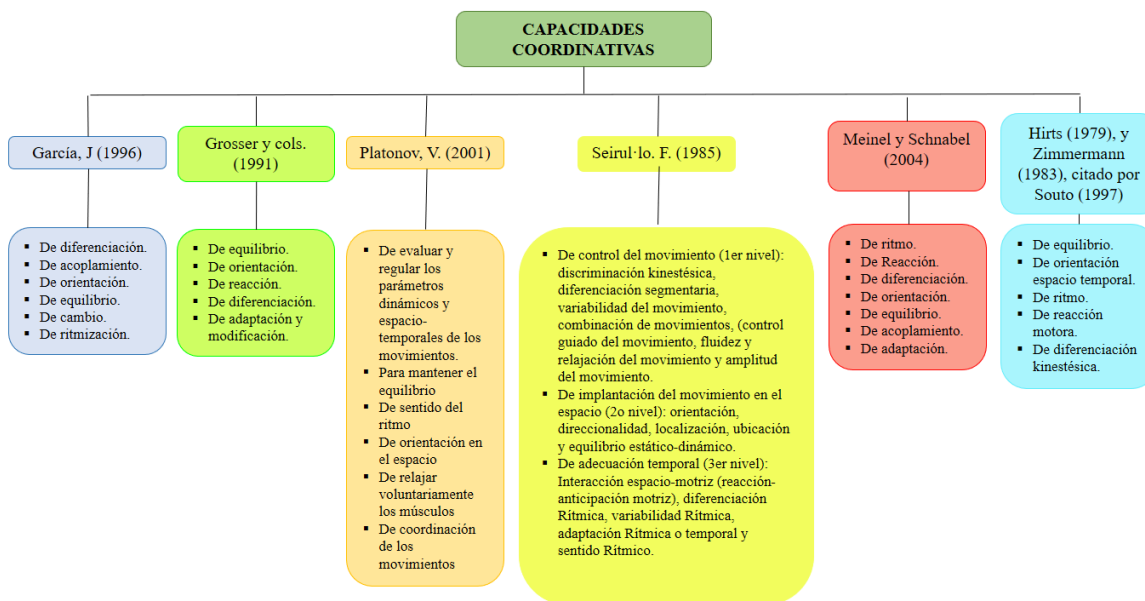 CAPACIDADES
COORDINATIVAS
García, J (1996)
Grosser y cols.
(1991)
Platonov, V. (2001)
Seirul·lo. F. (1985)
Meinel y Schnabel
(2004)
Hirts (1979), y
Zimmermann
(1983), citado por
Souto (1997)
▪ De diferenciación.
▪ De acoplamiento.
▪ De orientación.
▪ De equilibrio.
▪ De cambio.
▪ De ritmización.
▪ De equilibrio.
▪ De orientación.
▪ De reacción.
▪ De diferenciación.
▪ De adaptación y
modificación.
▪ De evaluar y
regular los
parámetros
dinámicos y
espacio-
temporales de los
movimientos.
▪ Para mantener el
equilibrio
▪ De sentido del
ritmo
▪ De orientación en
el espacio
▪ De relajar
voluntariamente
los músculos
▪ De coordinación
de los
movimientos
▪ De control del movimiento (1er nivel):
discriminación kinestésica,
diferenciación segmentaria,
variabilidad del movimiento,
combinación de movimientos, (control
guiado del movimiento, fluidez y
relajación del movimiento y amplitud
del movimiento.
▪ De implantación del movimiento en el
espacio (2o nivel): orientación,
direccionalidad, localización, ubicación
y equilibrio estático-dinámico.
▪ De adecuación temporal (3er nivel):
Interacción espacio-motriz (reacción-
anticipación motriz), diferenciación
Rítmica, variabilidad Rítmica,
adaptación Rítmica o temporal y
sentido Rítmico.
▪ De ritmo.
▪ De Reacción.
▪ De diferenciación.
▪ De orientación.
▪ De equilibrio.
▪ De acoplamiento.
▪ De adaptación.
▪ De equilibrio.
▪ De orientación
espacio temporal.
▪ De ritmo.
▪ De reacción
motora.
▪ De diferenciación
kinestésica.